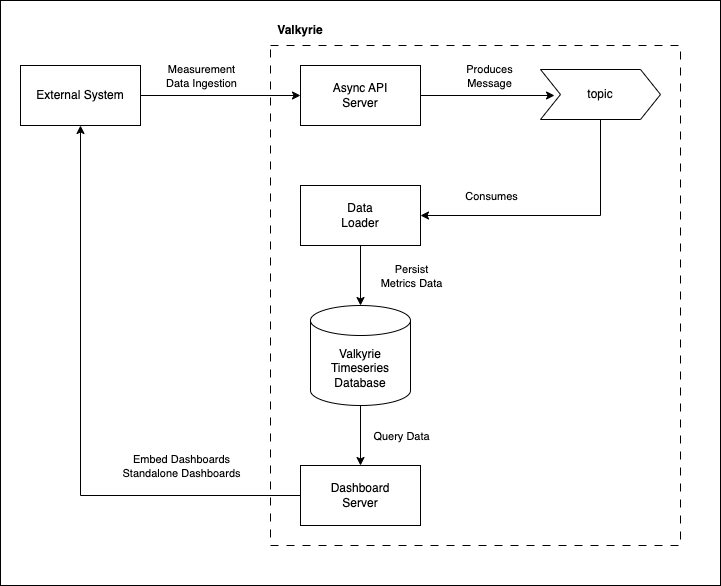 Valkyrie
External System
Measurement
Data Ingestion
Async API
Server
Produces
Message
topic
Data
Loader
Consumes
Persist
Metrics Data
Valkyrie
Timeseries
Database
Query Data
Embed Dashboards
Standalone Dashboards
Dashboard
Server